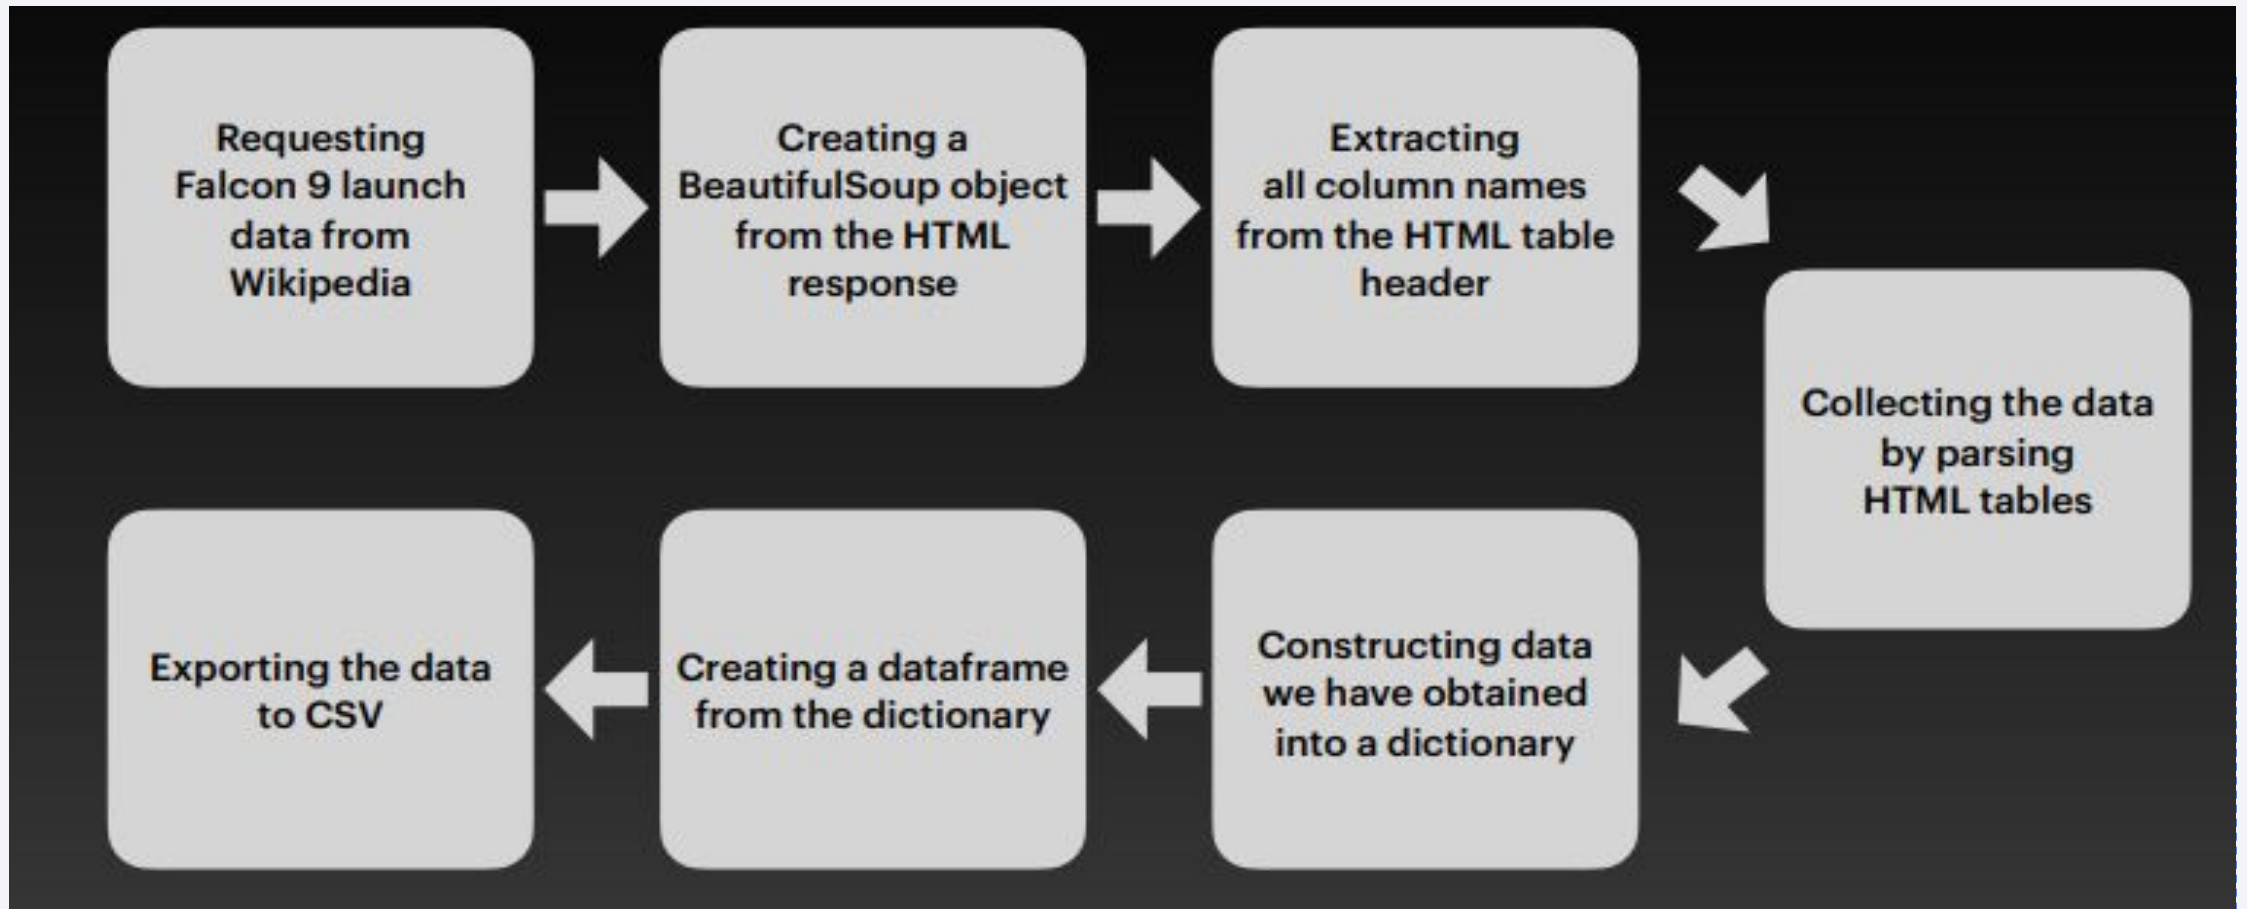 Requesting
Falcon 9 launch
data from
Wikipedia
Creating a
BeautifulSoup object
from the HTML
response
Extracting
all column names
from the HTML table
header
Collecting the data
by parsing
HTML tables
Constructing data
we have obtained
into a dictionary
Creating a dataframe
from the dictionary
Exporting the data
to CSV